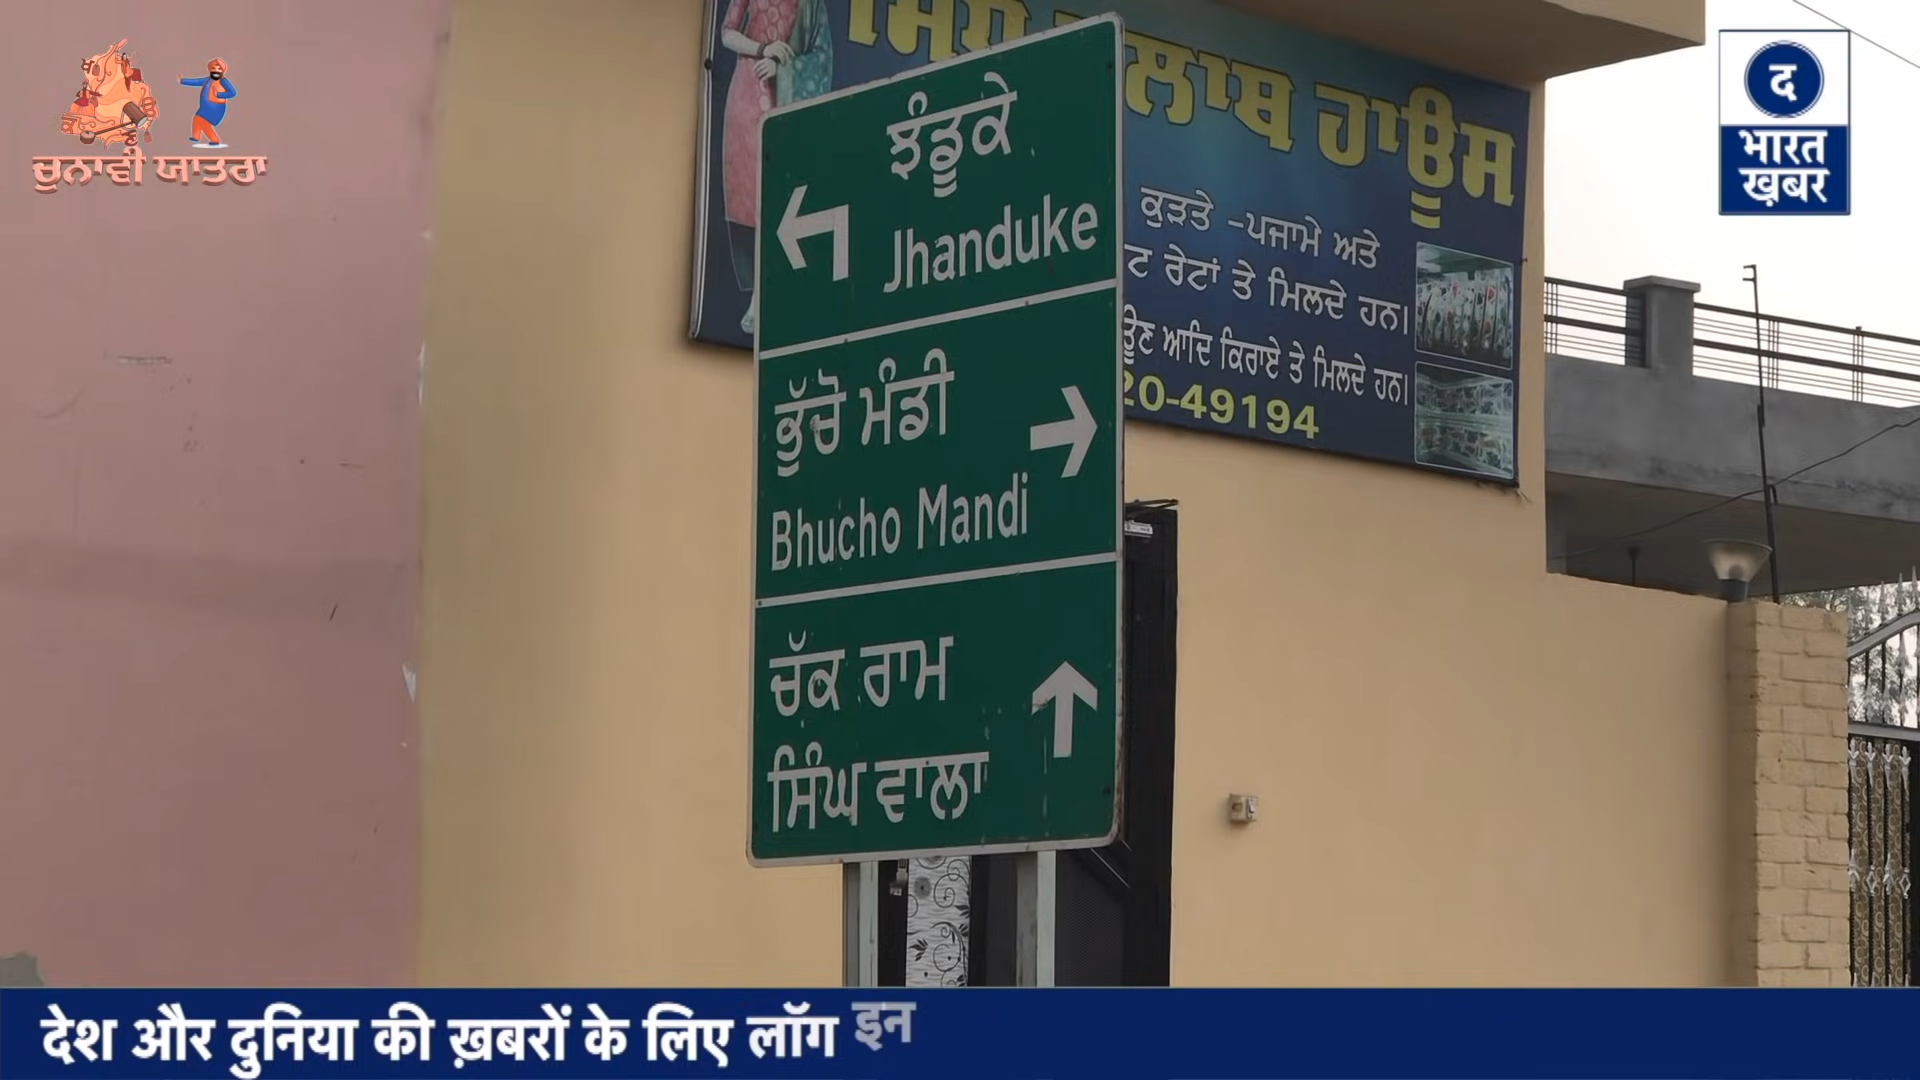 ਚੁਨਾਵੀ ਯਾਤਰਾ
द
भारत
ख़बर
ਕਲਾਥ ਹਾਊਸ
ਕੁੜਤੇ -ਪਜਾਮੇ ਅਤੇ
ਰੇਟਾਂ ਤੇ ਮਿਲਦੇ ਹਨ।
ਆਦਿ ਕਿਰਾਏ ਤੇ ਮਿਲਦੇ ਹਨ।
20-49194
ਝੰਡੂਕੇ
Jhanduke
ਭੁੱਚੋ ਮੰਡੀ
Bhucho Mandi
ਚੱਕ ਰਾਮ
ਸਿੰਘ ਵਾਲਾ
देश और दुनिया की ख़बरों के लिए लॉग इन